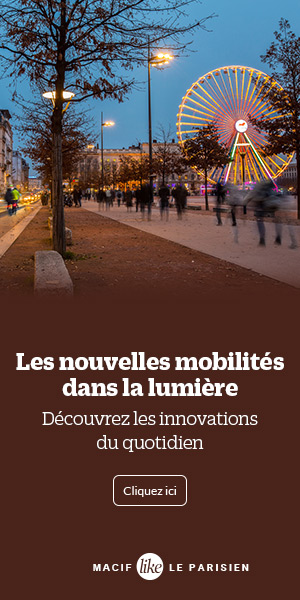 Les nouvelles mobilités
dans la lumière
Découvrez les innovations
du quotidien
Cliquez ici
MACIF like LE PARISIEN